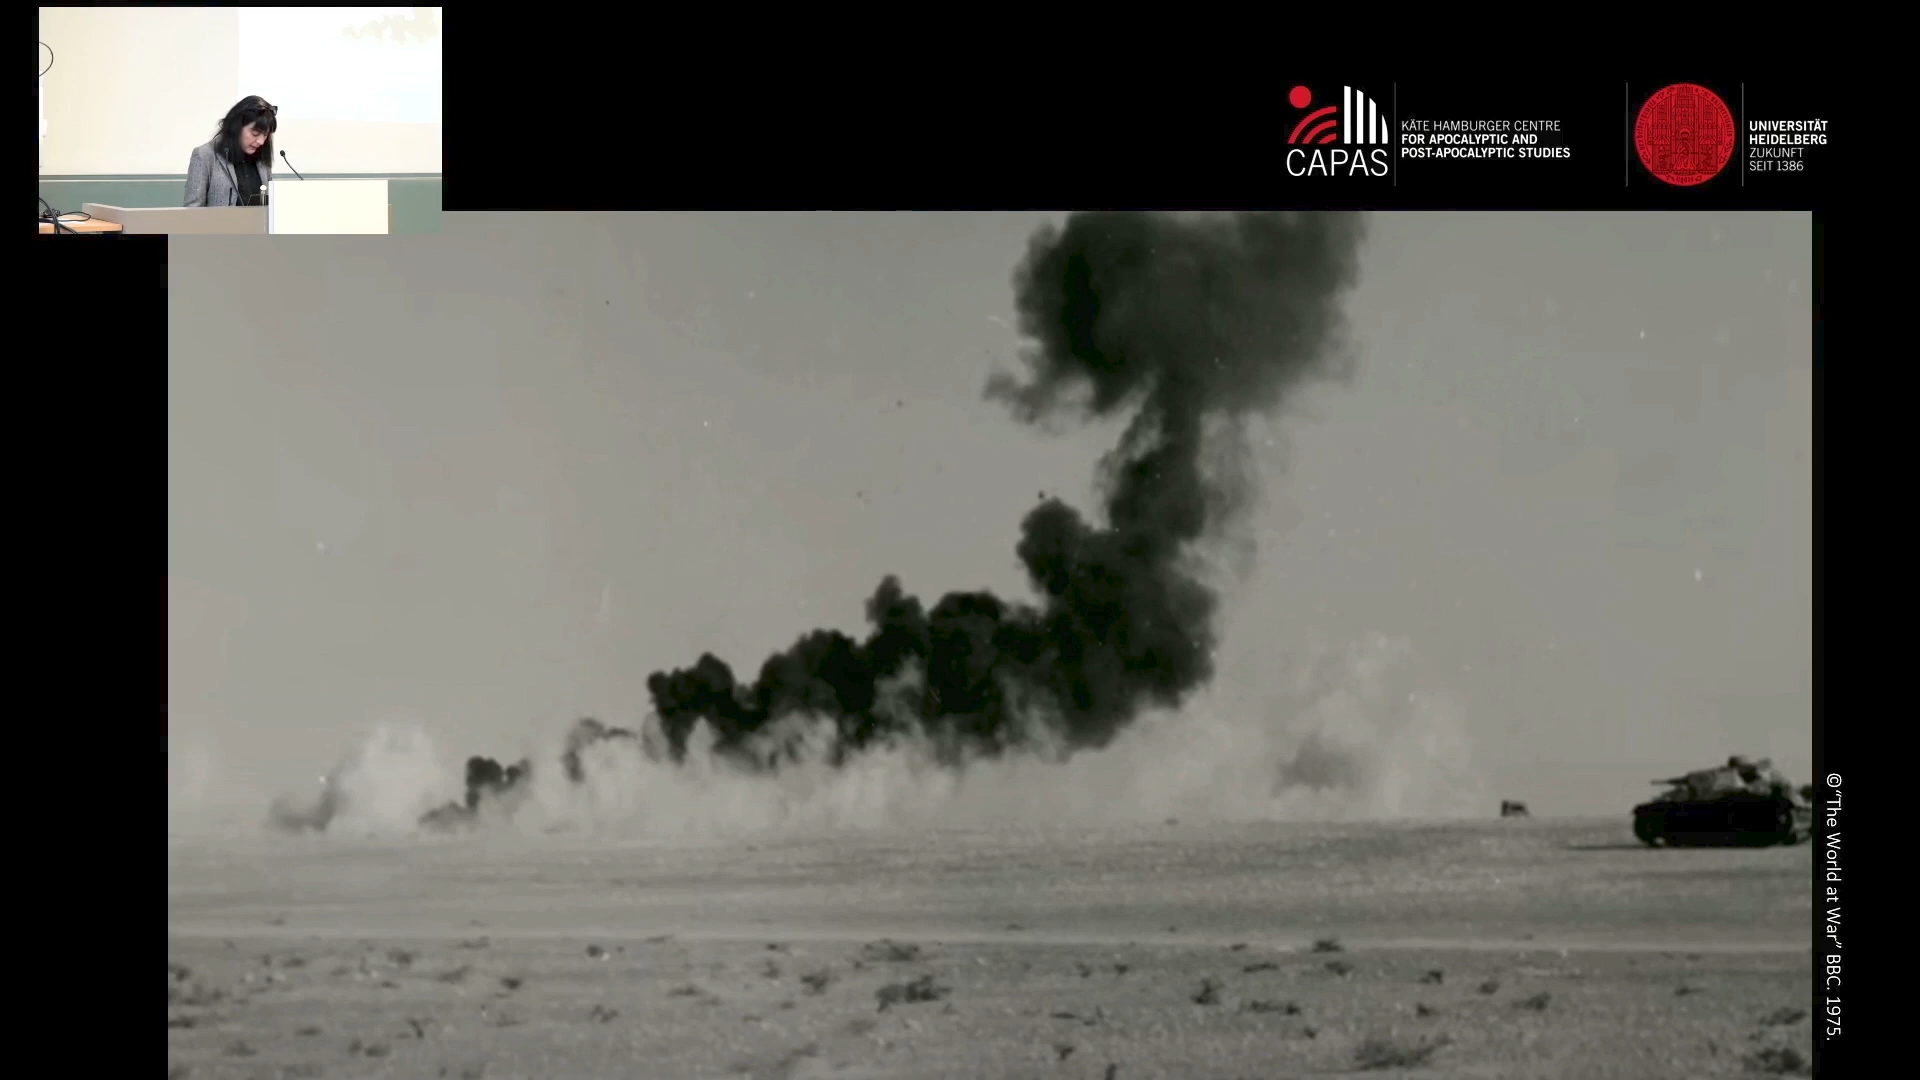 CAPAS
KÄTE HAMBURGER CENTRE
FOR APOCALYPTIC AND
POST-APOCALYPTIC STUDIES
UNIVERSITÄT
HEIDELBERG
ZUKUNFT
SEIT 1386
©“The World at War” BBC. 1975.